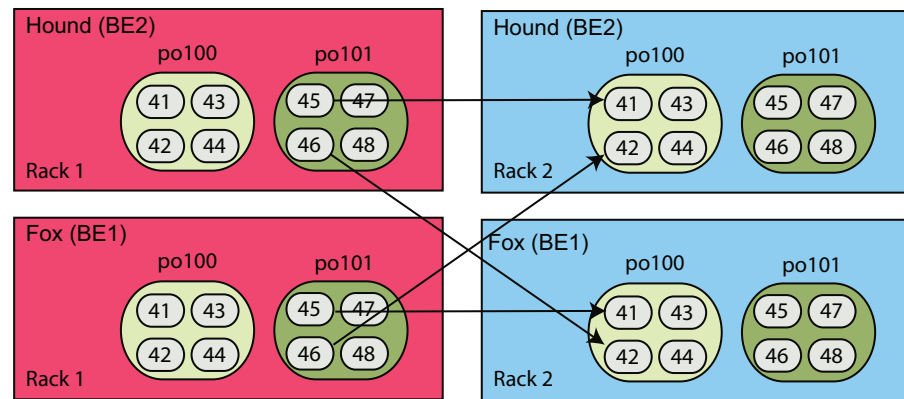 Hound (BE2)
po100 po101
41 43 45 47
42 44 46 48
Rack 1
Hound (BE2)
po100 po101
41 43 45 47
42 44 46 48
Rack 2
Fox (BE1)
po100 po101
41 43 45 47
42 44 46 48
Rack 1
Fox (BE1)
po100 po101
41 43 45 47
42 44 46 48
Rack 2